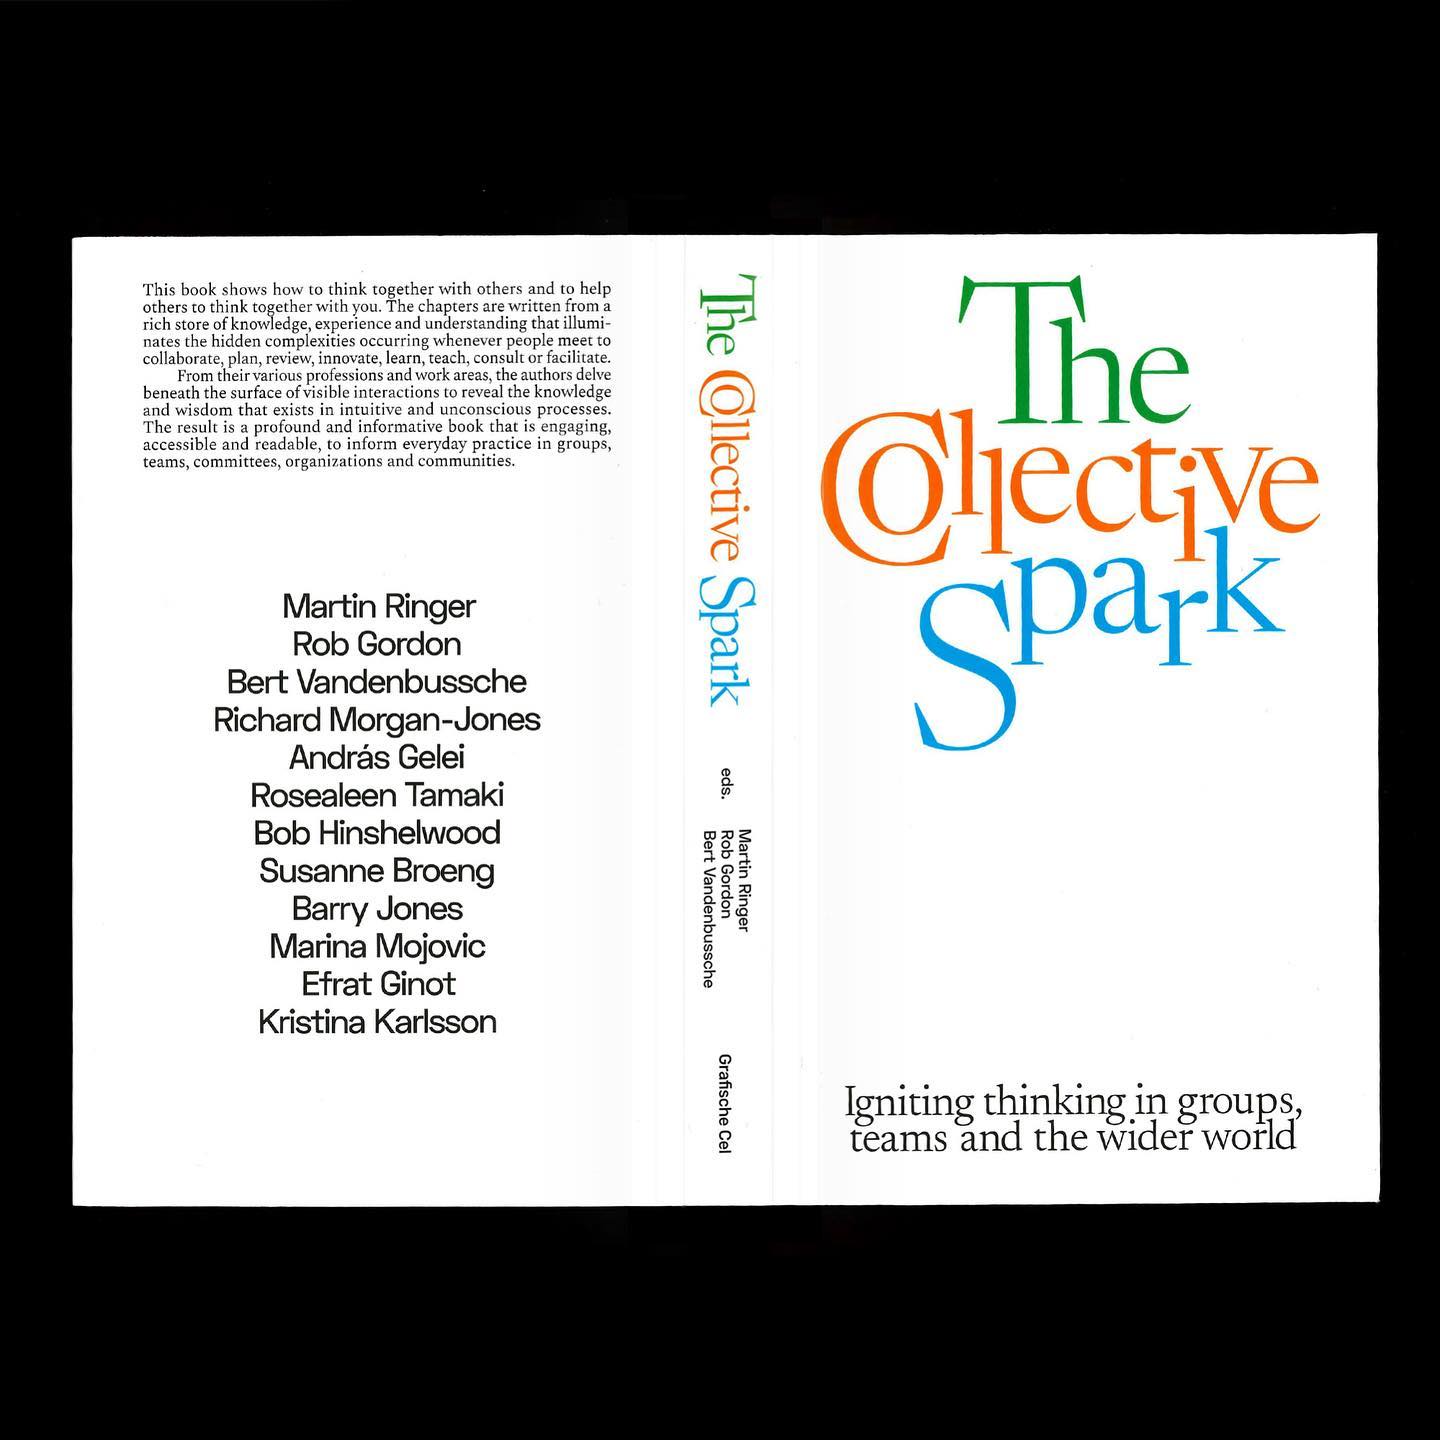 This book shows how to think together with others and to help
others to think together with you. The chapters are written from a
rich store of knowledge, experience and understanding that illumi-
nates the hidden complexities occurring whenever people meet to
collaborate, plan, review, innovate, learn, teach, consult or facilitate.
From their various professions and work areas, the authors delve
beneath the surface of visible interactions to reveal the knowledge
and wisdom that exists in intuitive and unconscious processes.
The result is a profound and informative book that is engaging,
accessible and readable, to inform everyday practice in groups,
teams, committees, organizations and communities.
Martin Ringer
Rob Gordon
Bert Vandenbussche
Richard Morgan-Jones
András Gelei
Rosealeen Tamaki
Bob Hinshelwood
Susanne Broeng
Barry Jones
Marina Mojovic
Efrat Ginot
Kristina Karlsson
The Collective Spark
eds.
Martin Ringer
Rob Gordon
Bert Vandenbussche
Grafische Cel
The
Collective
Spark
Igniting thinking in groups,
teams and the wider world